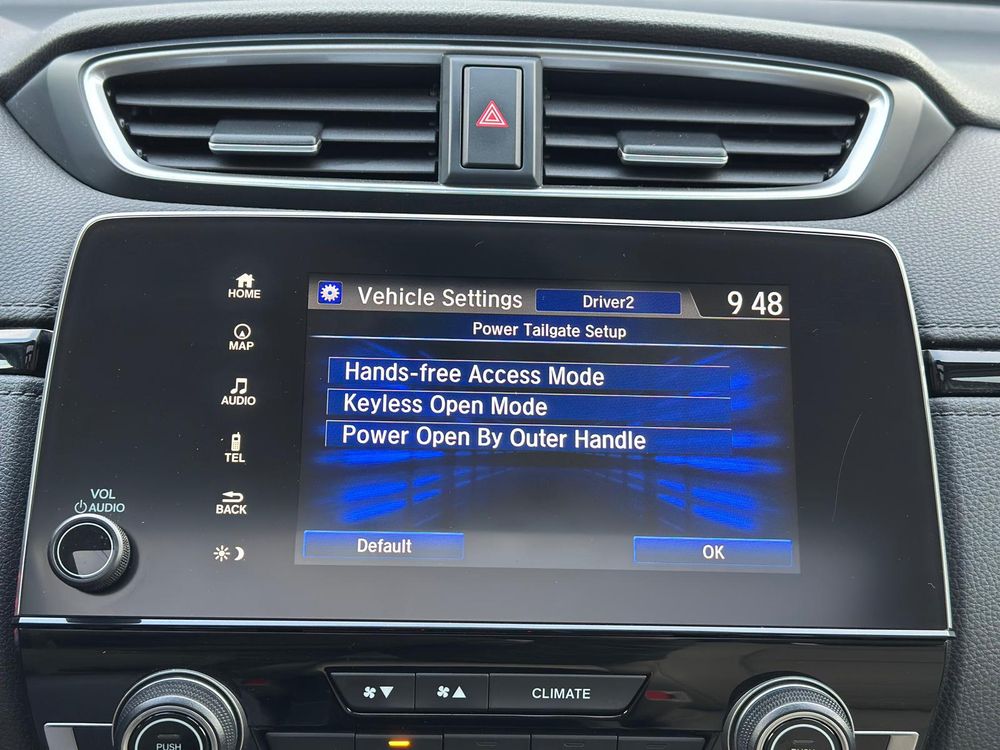 HOME
MAP
AUDIO
TEL
BACK
VOL
AUDIO
Vehicle Settings
Driver2
9 48
Power Tailgate Setup
Hands-free Access Mode
Keyless Open Mode
Power Open By Outer Handle
Default
OK
CLIMATE
PUSH